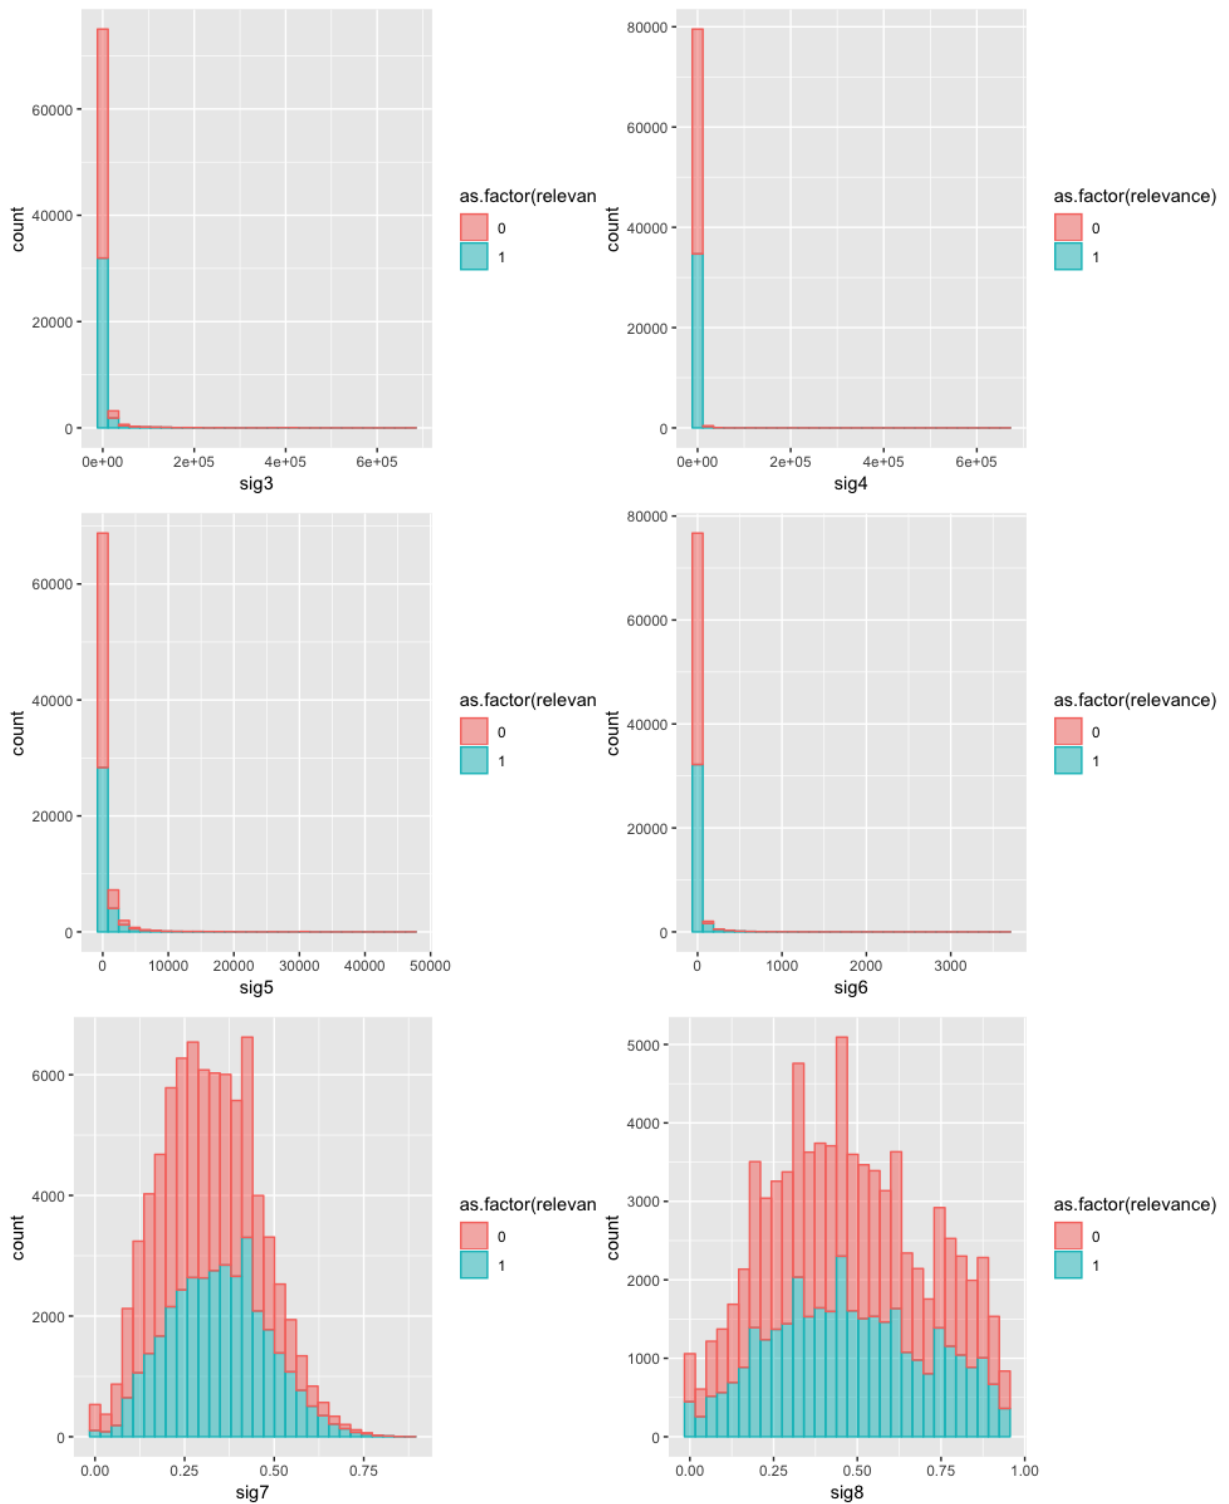 60000
40000
20000
0
count
0e+00 2e+05 4e+05 6e+05
sig3
as.factor(relevan
0
1
80000
60000
40000
20000
0
count
0e+00 2e+05 4e+05 6e+05
sig4
as.factor(relevance)
0
1
60000
40000
20000
0
count
0 10000 20000 30000 40000 50000
sig5
as.factor(relevan
0
1
80000
60000
40000
20000
0
count
0 1000 2000 3000
sig6
as.factor(relevance)
0
1
6000
4000
2000
0
count
0.00 0.25 0.50 0.75
sig7
as.factor(relevan
0
1
5000
4000
3000
2000
1000
0
count
0.00 0.25 0.50 0.75 1.00
sig8
as.factor(relevance)
0
1